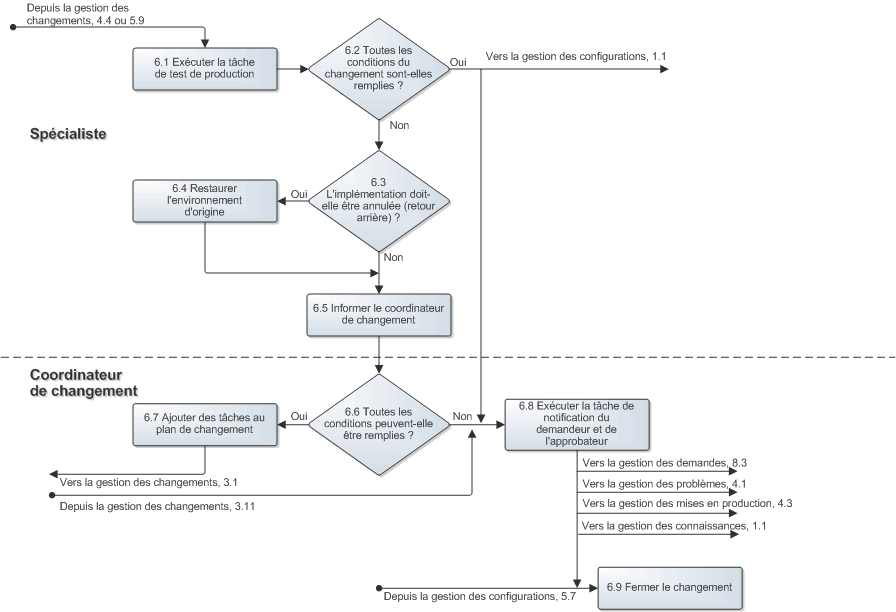 Depuis la gestion des
changements, 4.4 ou 5.9
6.1 Exécuter la tâche
de test de production
6.2 Toutes les
conditions du
changement sont-elles
remplies ?
Oui
Vers la gestion des configurations, 1.1
Non
Spécialiste
6.3
L'implémentation doit-
elle être annulée (retour
arrière) ?
Oui
6.4 Restaurer
l'environnement
d'origine
Non
6.5 Informer le coordinateur
de changement
Coordinateur
de changement
6.6 Toutes les
conditions peuvent-elle
être remplies ?
Oui
Non
6.7 Ajouter des tâches au
plan de changement
6.8 Exécuter la tâche de
notification du
demandeur et de
l'approbateur
Vers la gestion des changements, 3.1
Depuis la gestion des changements, 3.11
Vers la gestion des demandes, 8.3
Vers la gestion des problèmes, 4.1
Vers la gestion des mises en production, 4.3
Vers la gestion des connaissances, 1.1
Depuis la gestion des configurations, 5.7
6.9 Fermer le changement